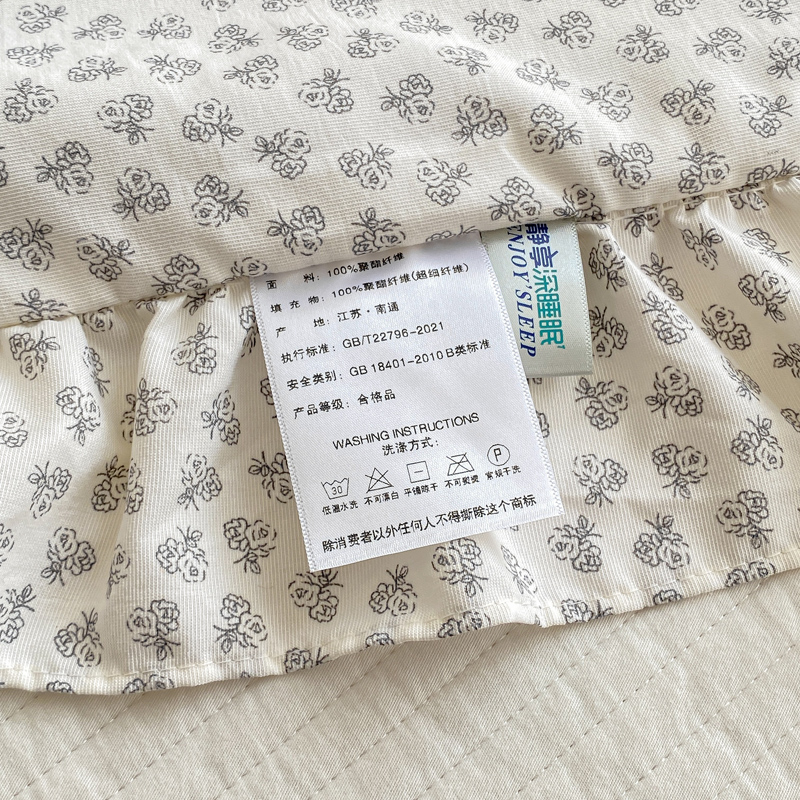 面 料: 100%聚酯纤维
填 充 物: 100%聚酯纤维(超细纤维)
产 地: 江苏·南通
执行标准: GB/T22796-2021
安全类别: GB 18401-2010 B类标准
产品等级: 合格品
WASHING INSTRUCTIONS
洗涤方式:
30
P
低温水洗 不可漂白 平铺晾干 不可熨烫 常规干洗
除消费者以外任何人不得撕除这个商标
静享深睡眠
ENJOY SLEEP